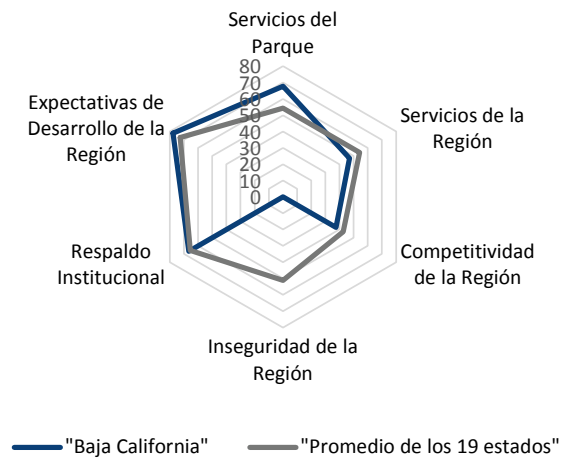 Servicios del
Parque
80
70
60
50
40
30
20
10
0
Expectativas de
Desarrollo de la
Región
Servicios de la
Región
Respaldo
Institucional
Competitividad
de la Región
Inseguridad de la
Región
"Baja California"
"Promedio de los 19 estados"